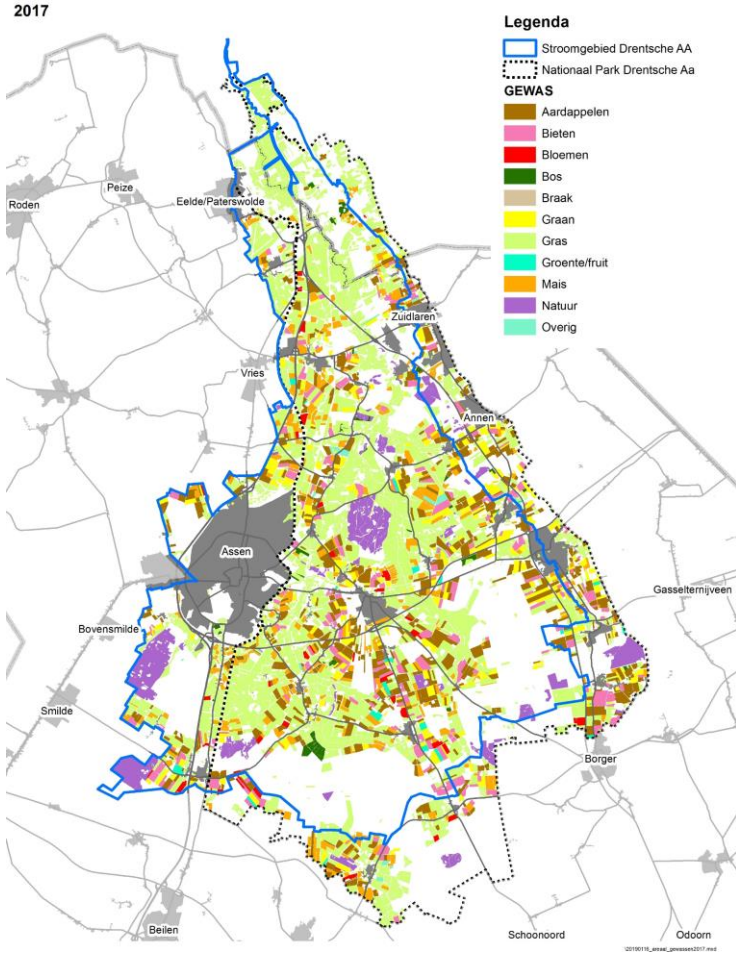 2017
Legenda
Stroomgebied Drentsche AA
Nationaal Park Drentsche Aa
GEWAS
Aardappelen
Bieten
Bloemen
Bos
Braak
Graan
Gras
Groente/fruit
Mais
Natuur
Overig
Peize
Roden
Eelde/Paterswolde
Zuidlaren
Vries
Annen
Assen
Gasselternijveen
Bovensmilde
Smilde
Borger
Beilen
Schoonoord
Odoorn